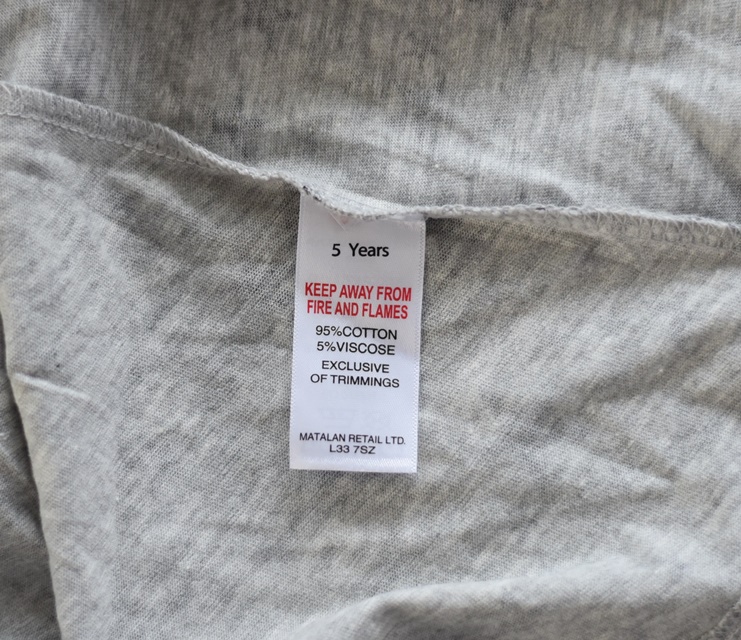 5 Years
KEEP AWAY FROM
FIRE AND FLAMES
95%COTTON
5%VISCOSE
EXCLUSIVE
OF TRIMMINGS
MATALAN RETAIL LTD.
L33 7SZ